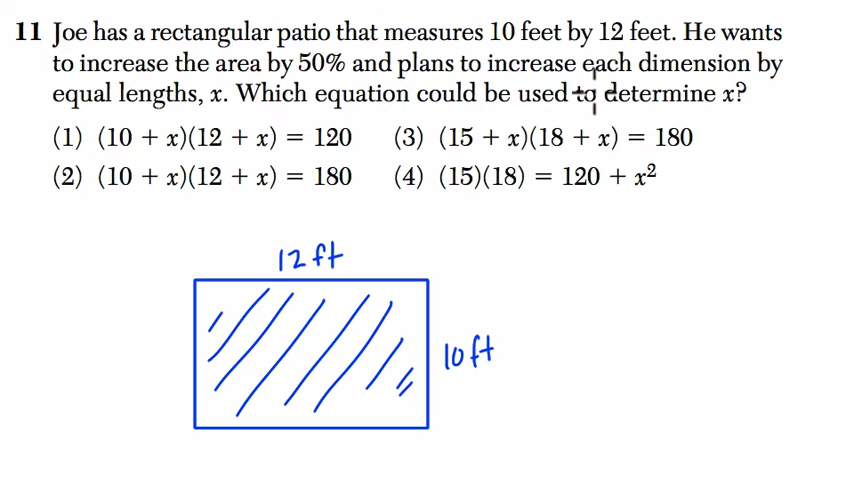 11 Joe has a rectangular patio that measures 10 feet by 12 feet. He wants
to increase the area by 50% and plans to increase each dimension by
equal lengths, x. Which equation could be used to determine x?
(1) (10 + x)(12 + x) = 120 (3) (15 + x)(18 + x) = 180
(2) (10 + x)(12 + x) = 180 (4) (15)(18) = 120 + x²
12 ft
10 ft